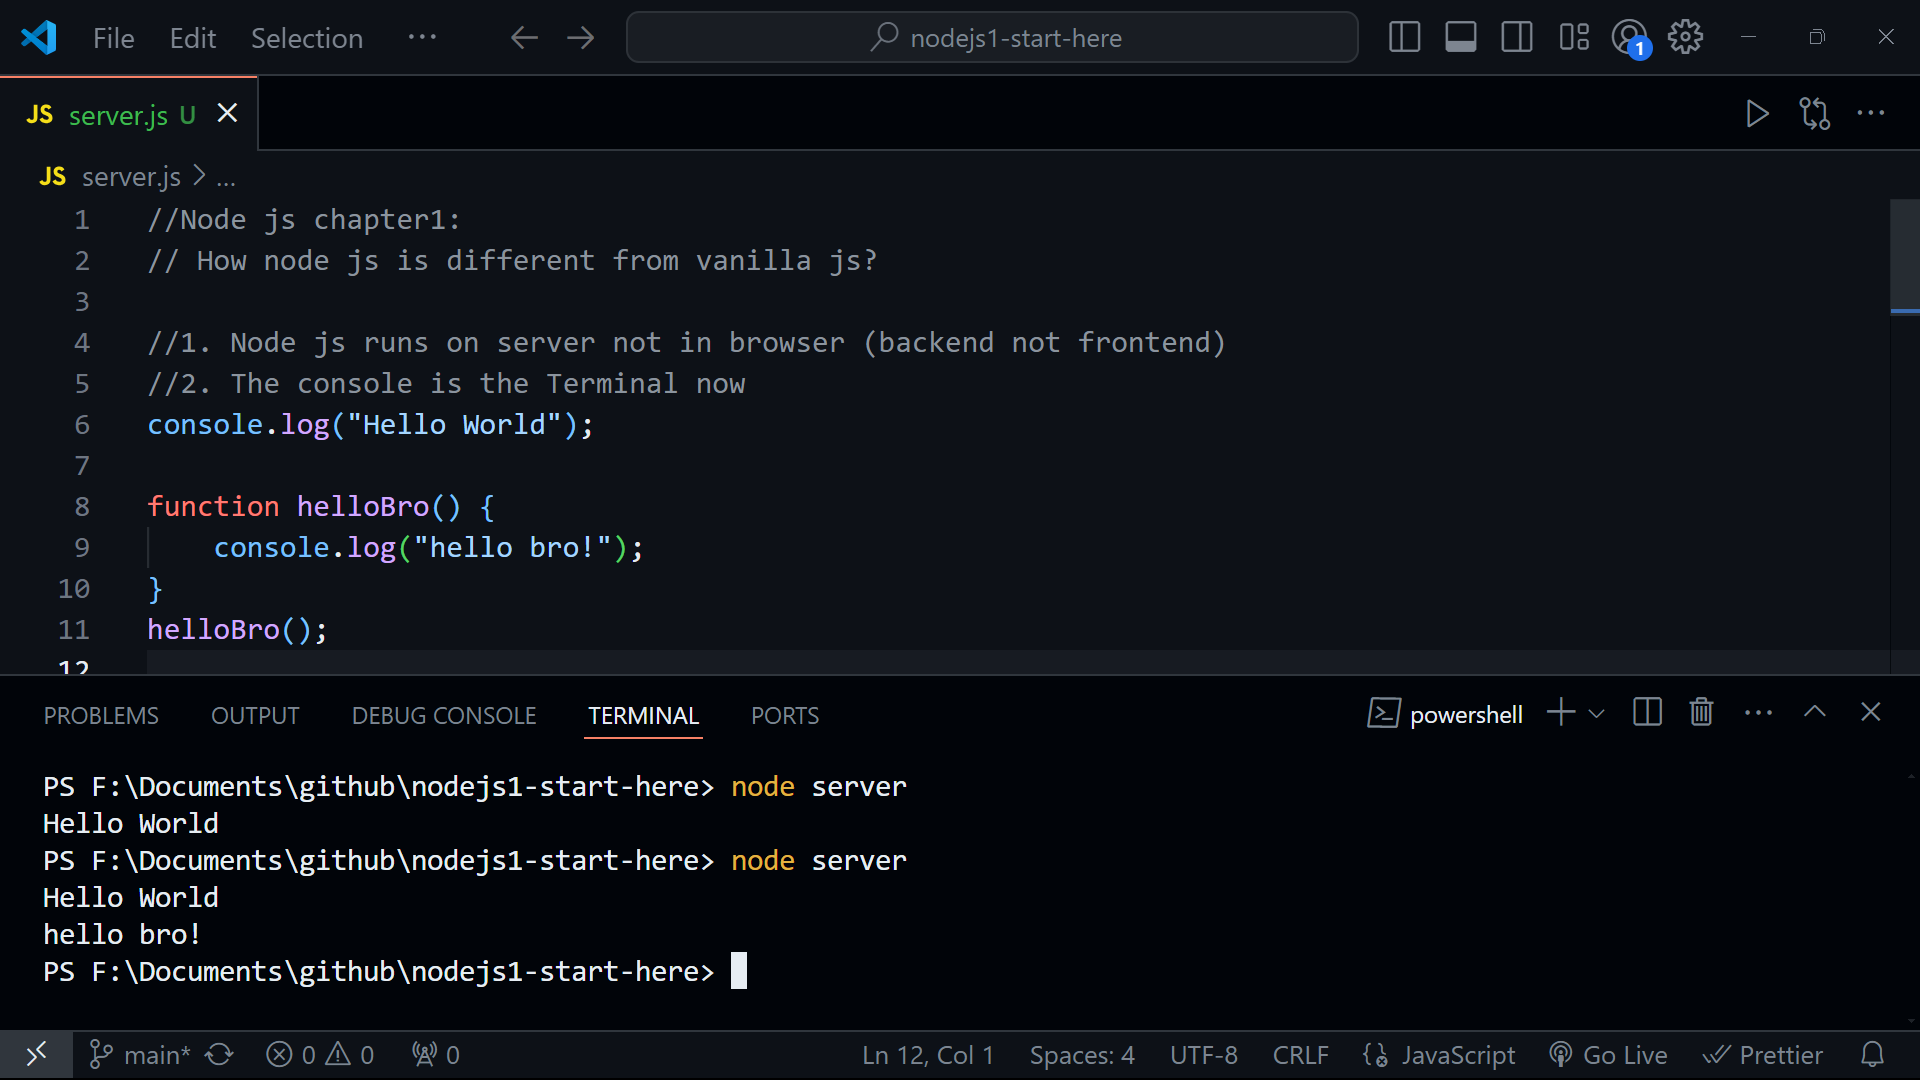 File Edit Selection ··· nodejs1-start-here 1
JS server.js U
JS server.js > ...
1 //Node js chapter1:
2 // How node js is different from vanilla js?
3
4 //1. Node js runs on server not in browser (backend not frontend)
5 //2. The console is the Terminal now
6 console.log("Hello World");
7
8 function helloBro() {
9 console.log("hello bro!");
10 }
11 helloBro();
12
PROBLEMS OUTPUT DEBUG CONSOLE TERMINAL PORTS powershell
PS F:\Documents\github\nodejs1-start-here> node server
Hello World
PS F:\Documents\github\nodejs1-start-here> node server
Hello World
hello bro!
PS F:\Documents\github\nodejs1-start-here>
main* 0 0 0 Ln 12, Col 1 Spaces: 4 UTF-8 CRLF JavaScript Go Live Prettier